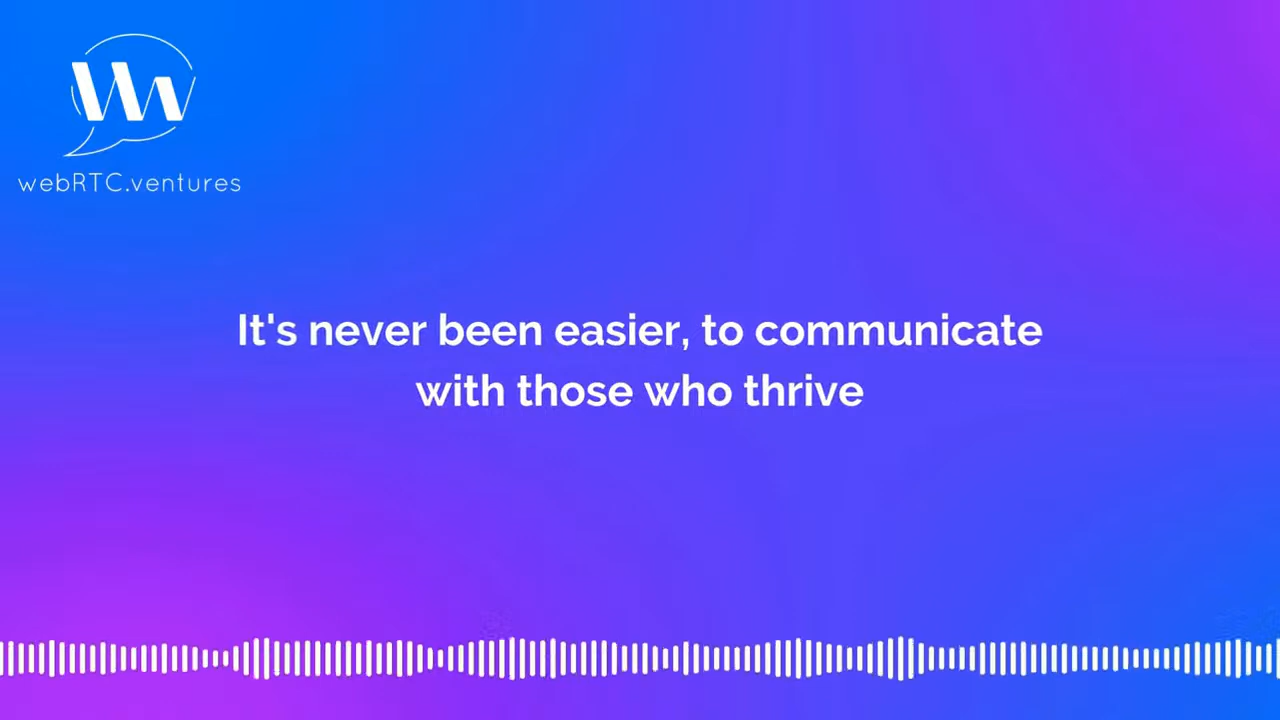 webRTC.ventures
It's never been easier, to communicate
with those who thrive